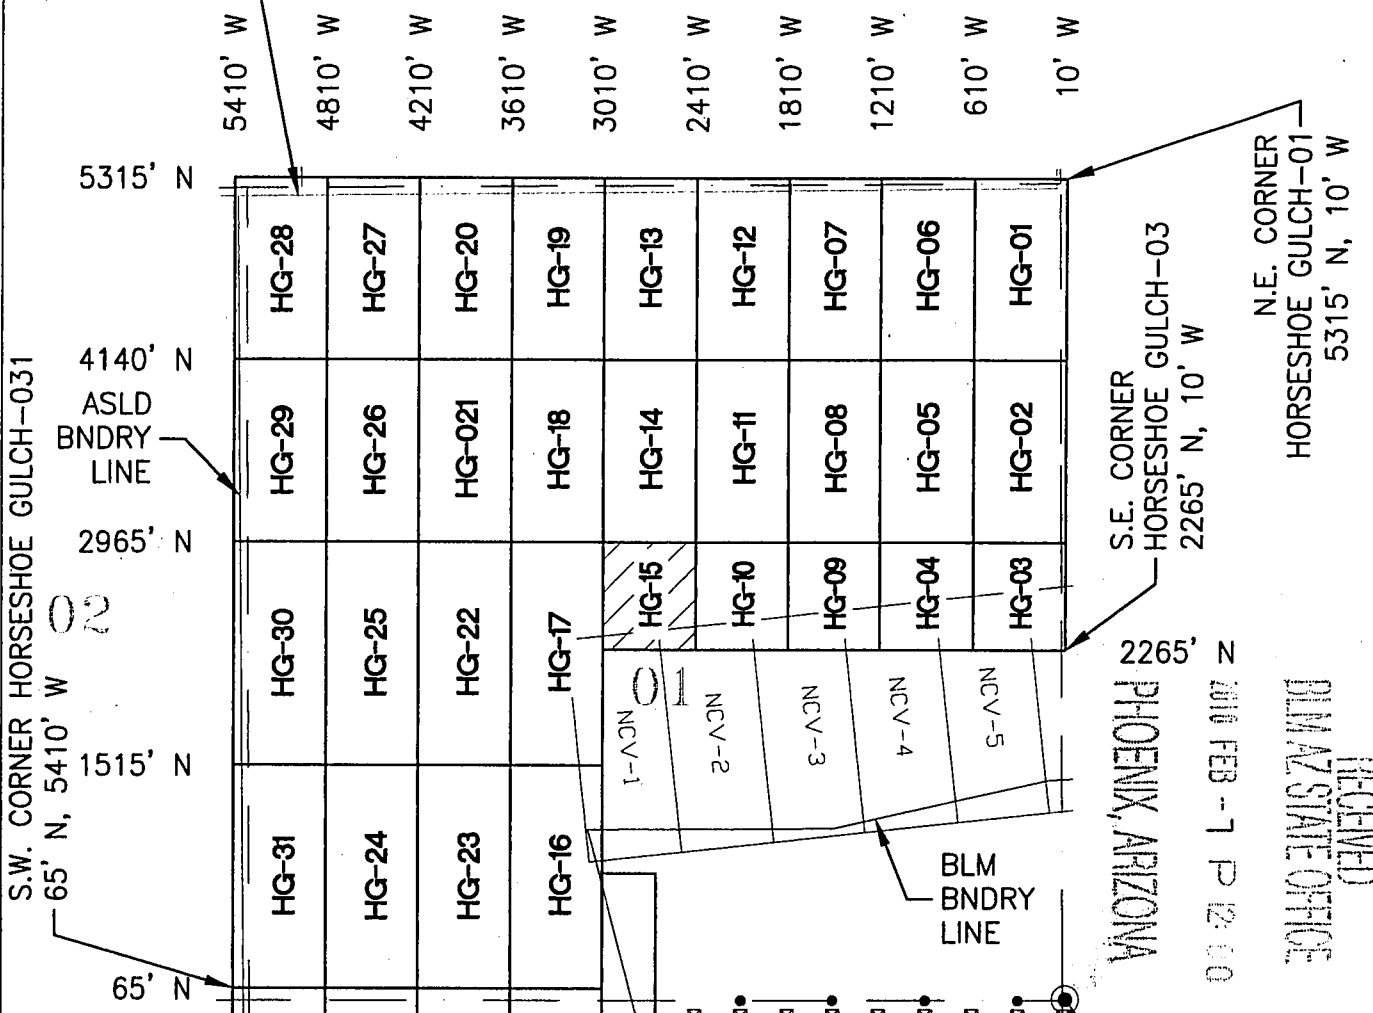 5410' W
4810' W
4210' W
3610' W
3010' W
2410' W
1810' W
1210' W
610' W
10' W
5315' N
HG-28
HG-27
HG-20
HG-19
HG-13
HG-12
HG-07
HG-06
HG-01
N.E. CORNER
HORSESHOE GULCH-01
5315' N, 10' W
4140' N
ASLD
BNDRY
LINE
HG-29
HG-26
HG-021
HG-18
HG-14
HG-11
HG-08
HG-05
HG-02
S.E. CORNER
HORSESHOE GULCH-03
2265' N, 10' W
2965' N
S.W. CORNER HORSESHOE GULCH-031
65' N, 5410' W
02
HG-30
HG-25
HG-22
HG-17
HG-15
HG-10
HG-09
HG-04
HG-03
2265' N
01
NCV-1
NCV-2
NCV-3
NCV-4
NCV-5
1515' N
HG-31
HG-24
HG-23
HG-16
BLM
BNDRY
LINE
65' N
RECEIVED
BLM AZ STATE OFFICE
2010 FEB -1 P 12:00
PHOENIX, ARIZONA